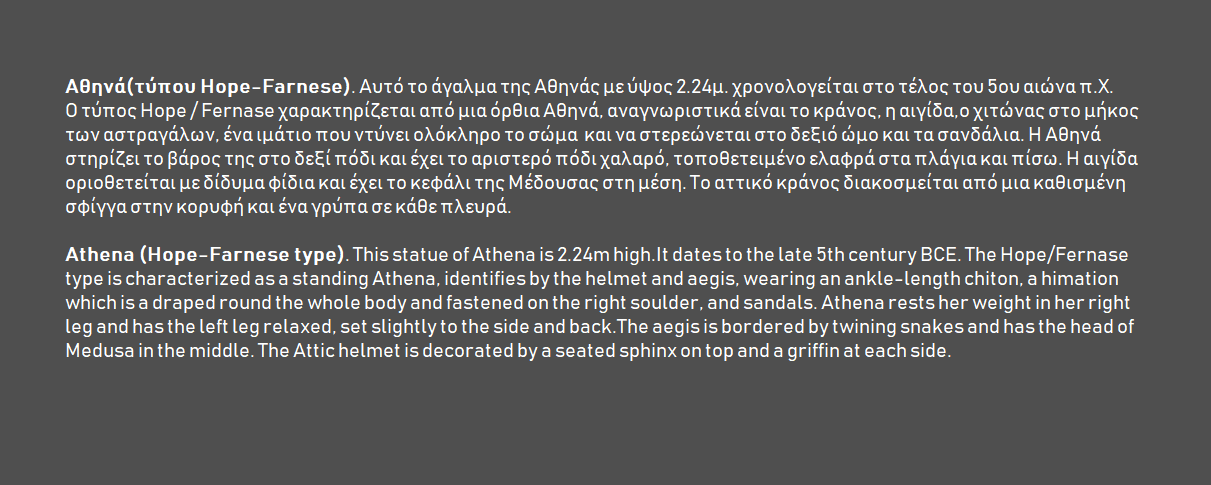 Αθηνά(τύπου Hope-Farnese). Αυτό το άγαλμα της Αθηνάς με ύψος 2.24μ. χρονολογείται στο τέλος του 5ου αιώνα π.Χ.
Ο τύπος Hope / Fernase χαρακτηρίζεται από μια όρθια Αθηνά, αναγνωριστικά είναι το κράνος, η αιγίδα,ο χιτώνας στο μήκος
των αστραγάλων, ένα ιμάτιο που ντύνει ολόκληρο το σώμα και να στερεώνεται στο δεξιό ώμο και τα σανδάλια. Η Αθηνά
στηρίζει το βάρος της στο δεξί πόδι και έχει το αριστερό πόδι χαλαρό, τοποθετειμένο ελαφρά στα πλάγια και πίσω. Η αιγίδα
οριοθετείται με δίδυμα φίδια και έχει το κεφάλι της Μέδουσας στη μέση. Το αττικό κράνος διακοσμείται από μια καθισμένη
σφίγγα στην κορυφή και ένα γρύπα σε κάθε πλευρά.
Athena (Hope-Farnese type). This statue of Athena is 2.24m high.It dates to the late 5th century BCE. The Hope/Fernase
type is characterized as a standing Athena, identifies by the helmet and aegis, wearing an ankle-length chiton, a himation
which is a draped round the whole body and fastened on the right soulder, and sandals. Athena rests her weight in her right
leg and has the left leg relaxed, set slightly to the side and back.The aegis is bordered by twining snakes and has the head of
Medusa in the middle. The Attic helmet is decorated by a seated sphinx on top and a griffin at each side.